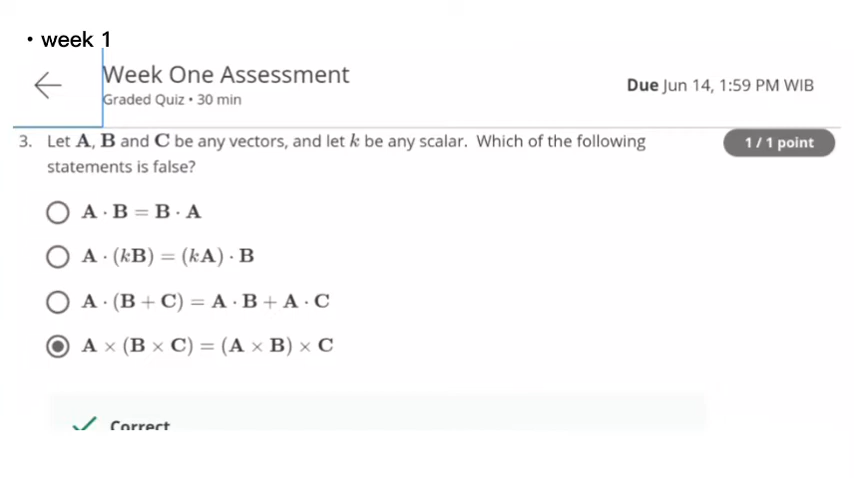 • week 1
Week One Assessment
Graded Quiz • 30 min
Due Jun 14, 1:59 PM WIB
3. Let A, B and C be any vectors, and let k be any scalar. Which of the following
statements is false?
1 / 1 point
A · B = B · A
A · (kB) = (kA) · B
A · (B + C) = A · B + A · C
A × (B × C) = (A × B) × C
Correct